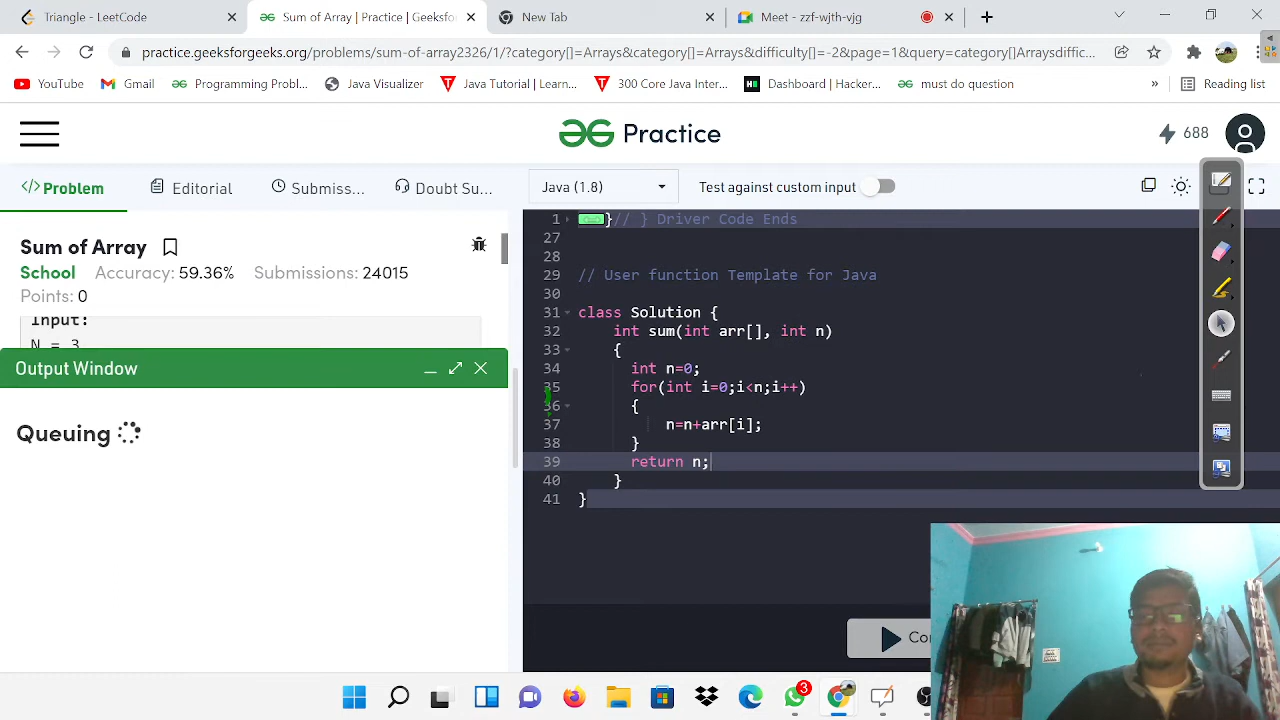 Triangle - LeetCode
Sum of Array | Practice | Geeksfor
New Tab
Meet - zzf-wjth-vjg
practice.geeksforgeeks.org/problems/sum-of-array2326/1/?category[]=Arrays&category[]=Arrays&difficulty[]=-2&page=1&query=category[]Arraysdiffic...
YouTube
Gmail
Programming Probl...
Java Visualizer
Java Tutorial | Learn...
300 Core Java Inter...
Dashboard | Hacker...
must do question
»
Reading list
Practice
688
Problem
Editorial
Submiss...
Doubt Su...
Java (1.8)
Test against custom input
Sum of Array
School Accuracy: 59.36% Submissions: 24015
Points: 0
Input:
N = 3
Output Window
Queuing
1 }// } Driver Code Ends
27
28
29 // User function Template for Java
30
31 class Solution {
32 int sum(int arr[], int n)
33 {
34 int n=0;
35 for(int i=0;i<n;i++)
36 {
37 n=n+arr[i];
38 }
39 return n;
40 }
41 }
3